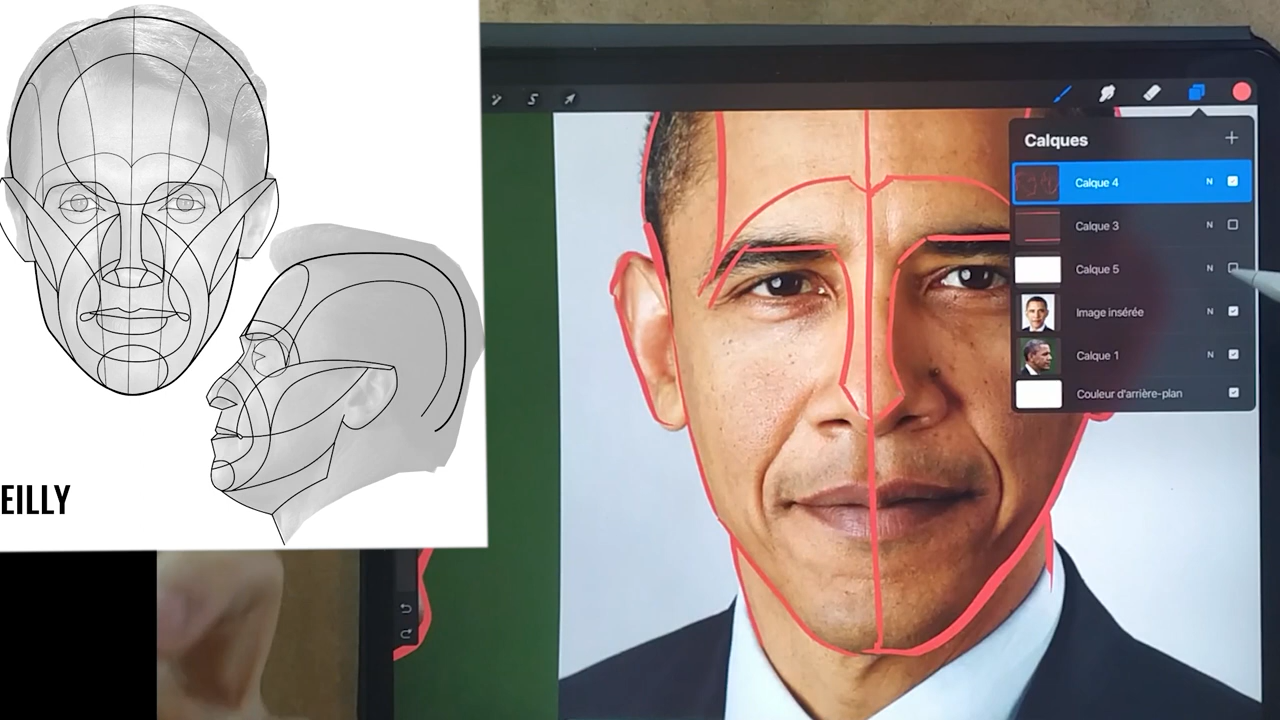 EILLY
Calques
Calque 4 N
Calque 3 N
Calque 5 N
Image insérée N
Calque 1 N
Couleur d'arrière-plan